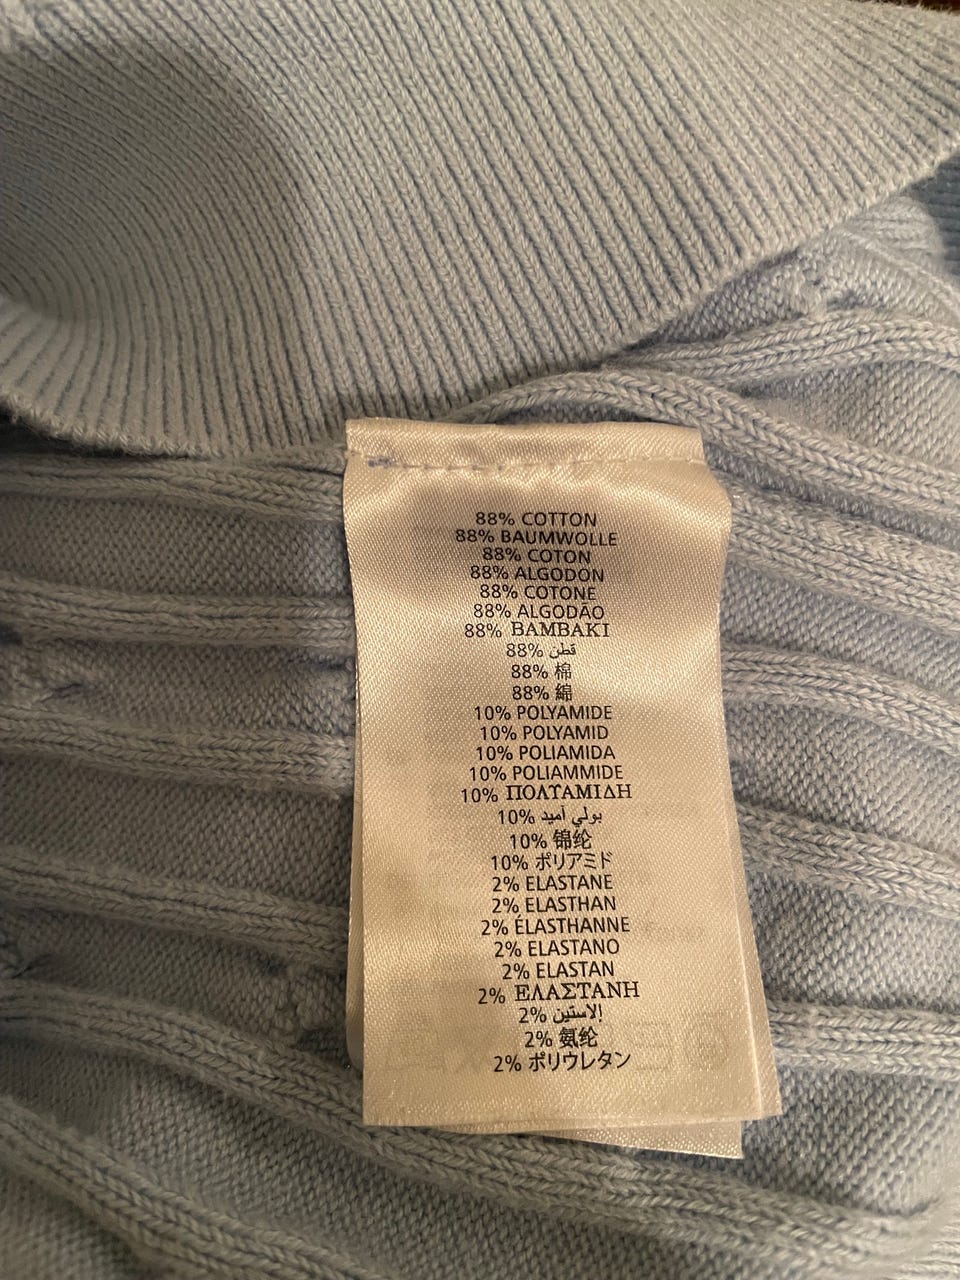 88% COTTON
88% BAUMWOLLE
88% COTON
88% ALGODÓN
88% COTONE
88% ALGODÃO
88% ΒΑΜΒΑΚΙ
88% قطن
88% 棉
88% 綿
10% POLYAMIDE
10% POLYAMID
10% POLIAMIDA
10% POLIAMMIDE
10% ΠΟΛΥΑΜΙΔΗ
10% بولي أميد
10% 锦纶
10% ポリアミド
2% ELASTANE
2% ELASTHAN
2% ÉLASTHANNE
2% ELASTANO
2% ELASTAN
2% ΕΛΑΣΤΑΝΗ
2% إلاستين
2% 氨纶
2% ポリウレタン